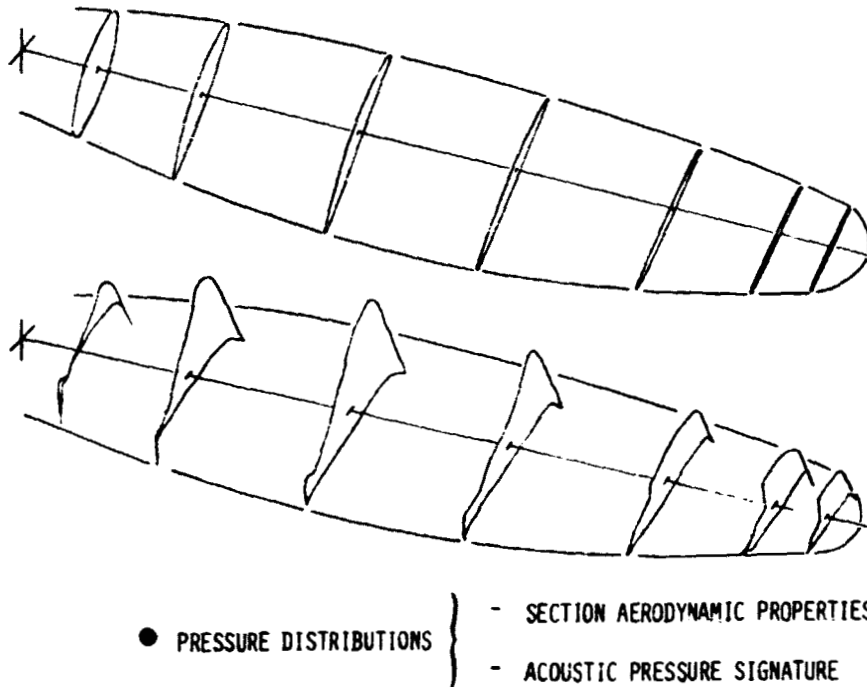 ● PRESSURE DISTRIBUTIONS
- SECTION AERODYNAMIC PROPERTIES
- ACOUSTIC PRESSURE SIGNATURE